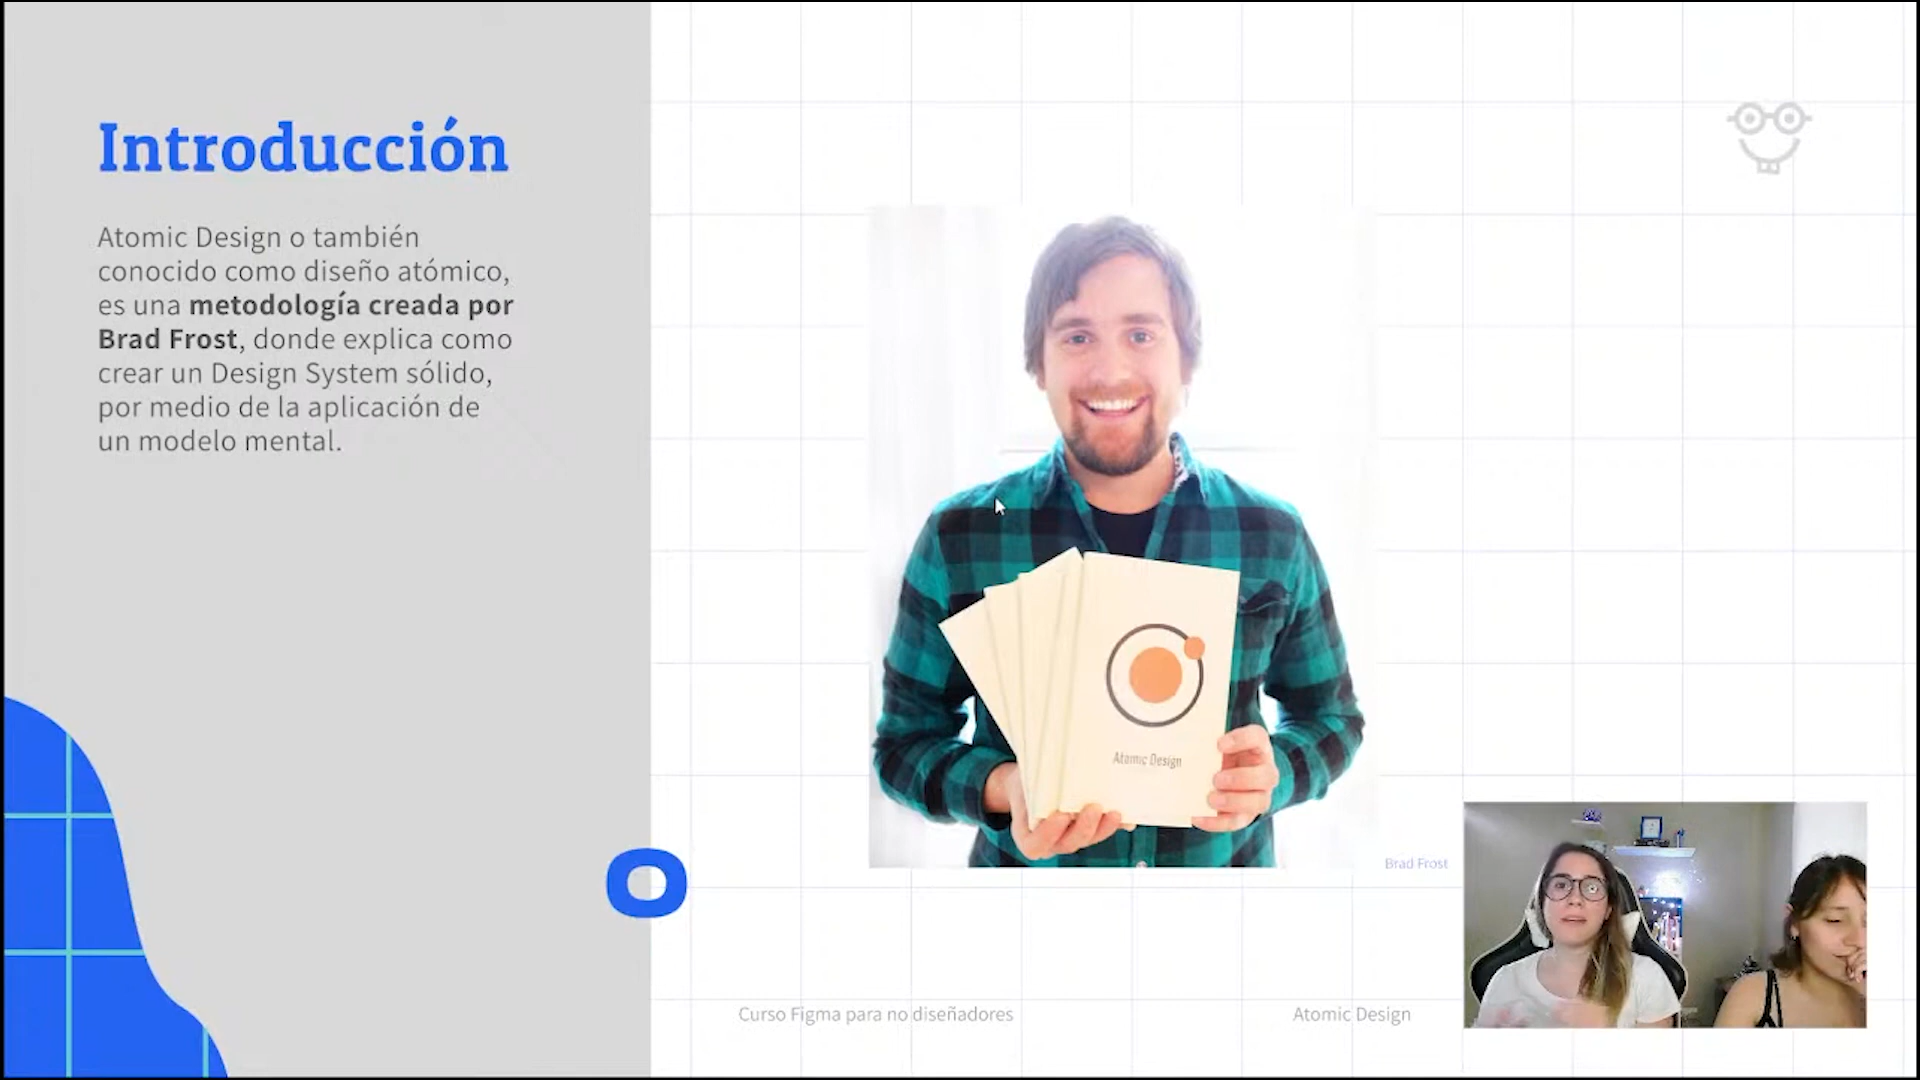 Introducción
Atomic Design o también
conocido como diseño atómico,
es una metodología creada por
Brad Frost, donde explica como
crear un Design System sólido,
por medio de la aplicación de
un modelo mental.
Atomic Design
Brad Frost
Curso Figma para no diseñadores
Atomic Design